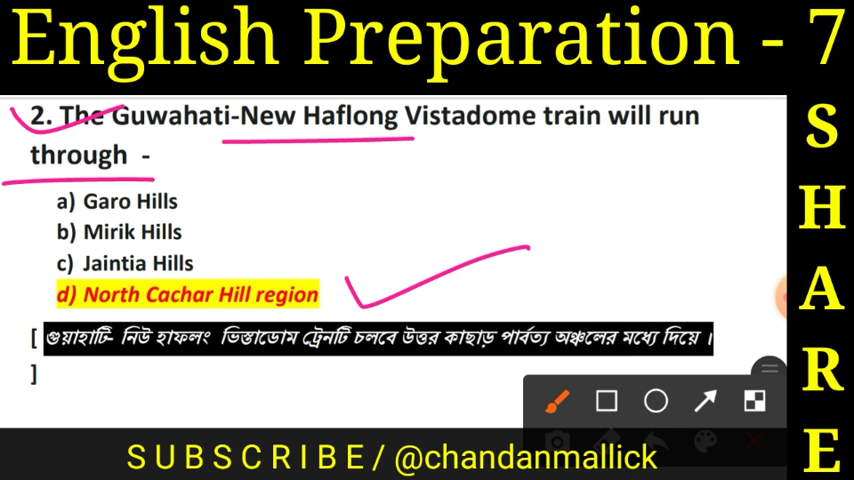 English Preparation - 7
2. The Guwahati-New Haflong Vistadome train will run
through -
a) Garo Hills
b) Mirik Hills
c) Jaintia Hills
d) North Cachar Hill region
[ গুয়াহাটি- নিউ হাফলং ভিস্তাডোম ট্রেনটি চলবে উত্তর কাছাড় পার্বত্য অঞ্চলের মধ্যে দিয়ে ।
]
SUBSCRIBE/ @chandanmallick
S
H
A
R
E